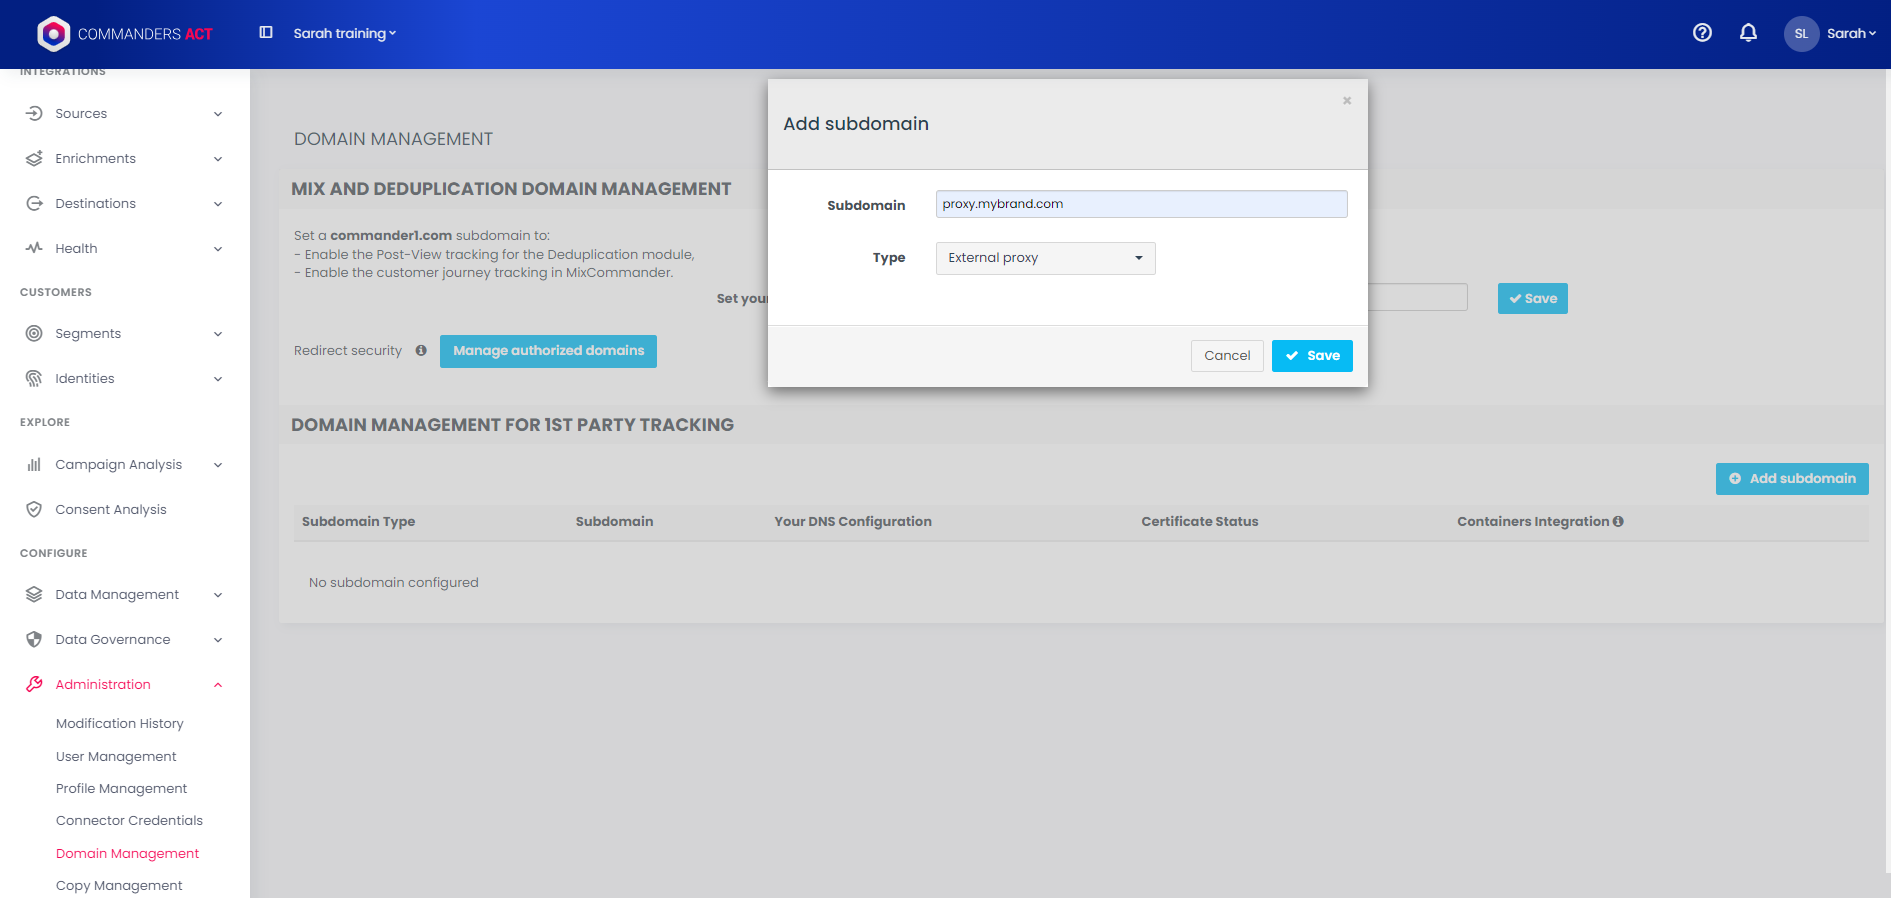 COMMANDERS ACT
Sarah training
SL
Sarah
INTEGRATIONS
Sources
Enrichments
Destinations
Health
CUSTOMERS
Segments
Identities
EXPLORE
Campaign Analysis
Consent Analysis
CONFIGURE
Data Management
Data Governance
Administration
Modification History
User Management
Profile Management
Connector Credentials
Domain Management
Copy Management
DOMAIN MANAGEMENT
MIX AND DEDUPLICATION DOMAIN MANAGEMENT
Set a commander1.com subdomain to:
- Enable the Post-View tracking for the Deduplication module,
- Enable the customer journey tracking in MixCommander.
Set your
Save
Redirect security
Manage authorized domains
DOMAIN MANAGEMENT FOR 1ST PARTY TRACKING
Add subdomain
Subdomain Type Subdomain Your DNS Configuration Certificate Status Containers Integration
No subdomain configured
Add subdomain
×
Subdomain proxy.mybrand.com
Type External proxy
Cancel Save